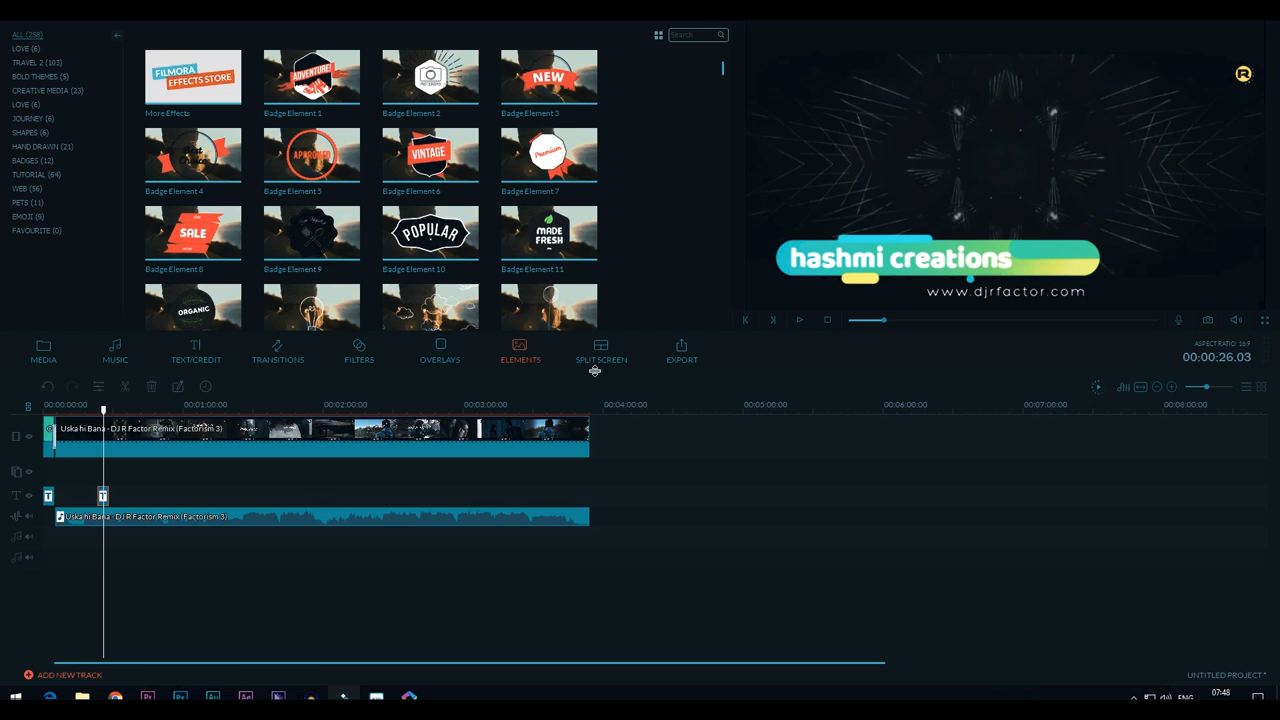 ALL (258)
LOVE (6)
TRAVEL 2 (103)
BOLD THEMES (5)
CREATIVE MEDIA (23)
LOVE (6)
JOURNEY (6)
SHAPES (6)
HAND DRAWN (21)
BADGES (12)
TUTORIAL (64)
WEB (56)
PETS (11)
EMOJI (9)
FAVOURITE (0)
Search
FILMORA
EFFECTS STORE
ADVENTURE!
NEW
More Effects
Badge Element 1
Badge Element 2
Badge Element 3
APPROVED
VINTAGE
Premium
Badge Element 4
Badge Element 5
Badge Element 6
Badge Element 7
SALE
POPULAR
MADE
FRESH
Badge Element 8
Badge Element 9
Badge Element 10
Badge Element 11
ORGANIC
R
hashmi creations
www.djrfactor.com
MEDIA
MUSIC
TEXT/CREDIT
TRANSITIONS
FILTERS
OVERLAYS
ELEMENTS
SPLIT SCREEN
EXPORT
ASPECT RATIO: 16:9
00:00:26.03
00:00:00:00
00:01:00:00
00:02:00:00
00:03:00:00
00:04:00:00
00:05:00:00
00:06:00:00
00:07:00:00
00:08:00:00
Uska hi Bana - DJ R Factor Remix (Factorism 3)
T
T
T
Uska hi Bana - DJ R Factor Remix (Factorism 3)
ADD NEW TRACK
UNTITLED PROJECT*
Pr
Ps
Au
Ae
ENG
07:48